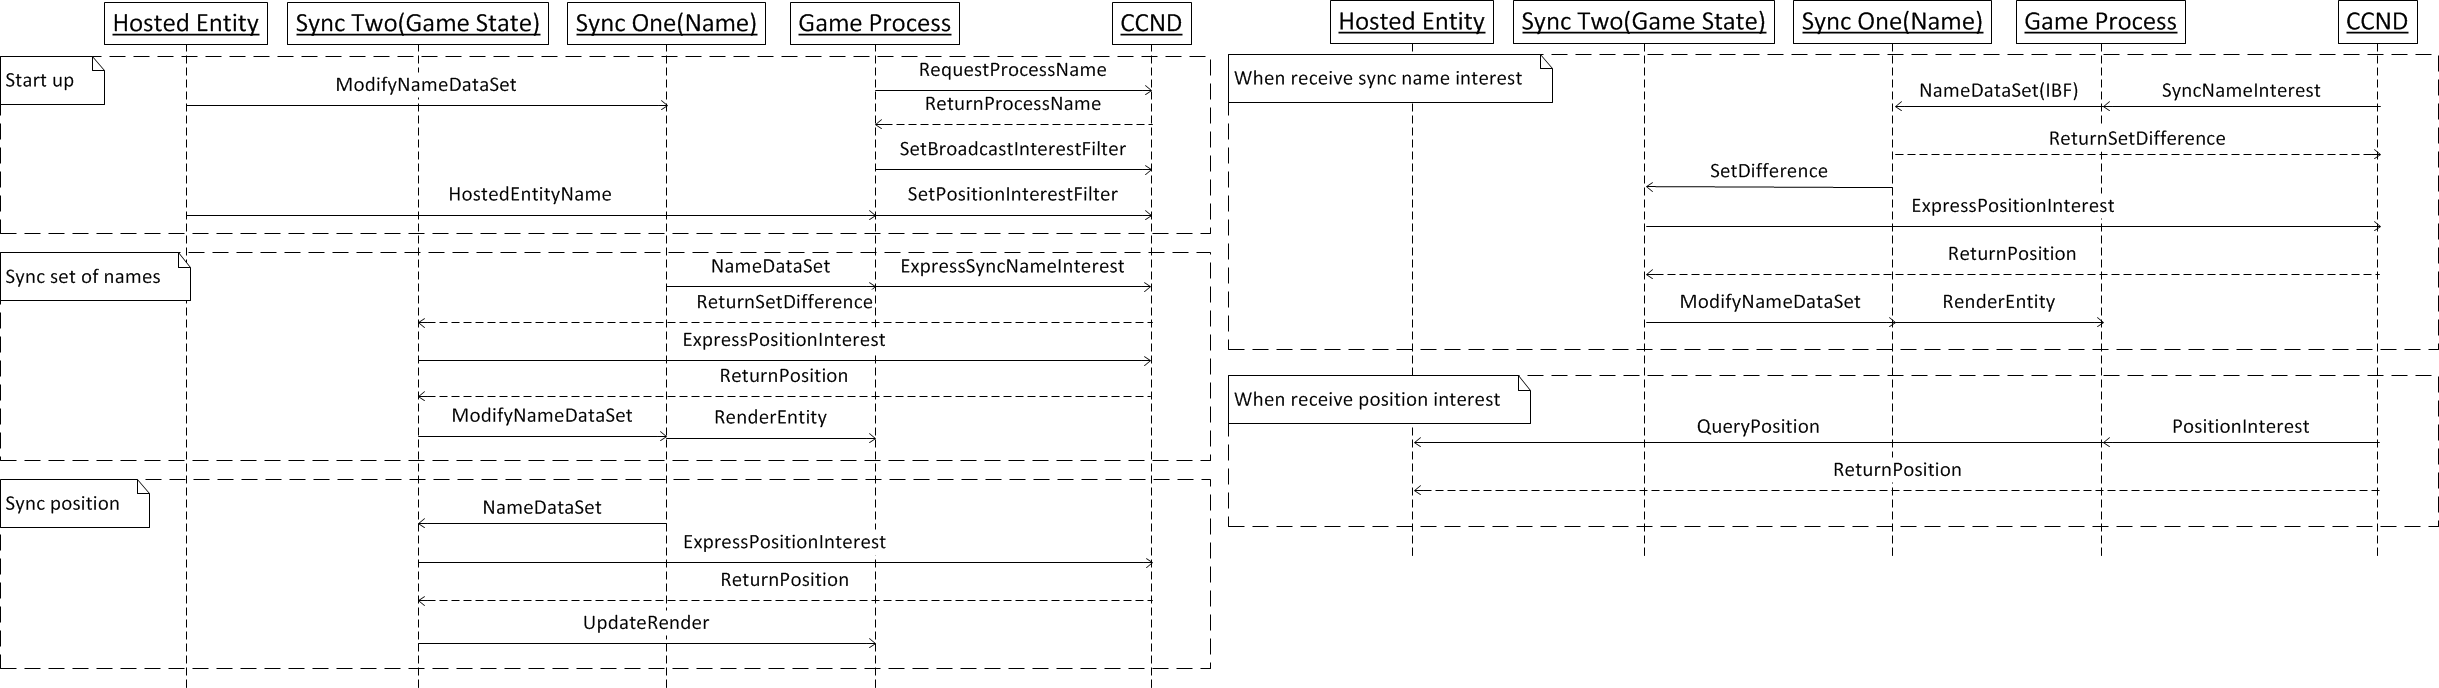 Hosted Entity
Sync Two(Game State)
Sync One(Name)
Game Process
CCND
Start up
ModifyNameDataSet
RequestProcessName
ReturnProcessName
SetBroadcastInterestFilter
HostedEntityName
SetPositionInterestFilter
Sync set of names
NameDataSet
ExpressSyncNameInterest
ReturnSetDifference
ExpressPositionInterest
ReturnPosition
ModifyNameDataSet
RenderEntity
Sync position
NameDataSet
ExpressPositionInterest
ReturnPosition
UpdateRender
Hosted Entity
Sync Two(Game State)
Sync One(Name)
Game Process
CCND
When receive sync name interest
NameDataSet(IBF)
SyncNameInterest
ReturnSetDifference
SetDifference
ExpressPositionInterest
ReturnPosition
ModifyNameDataSet
RenderEntity
When receive position interest
QueryPosition
PositionInterest
ReturnPosition